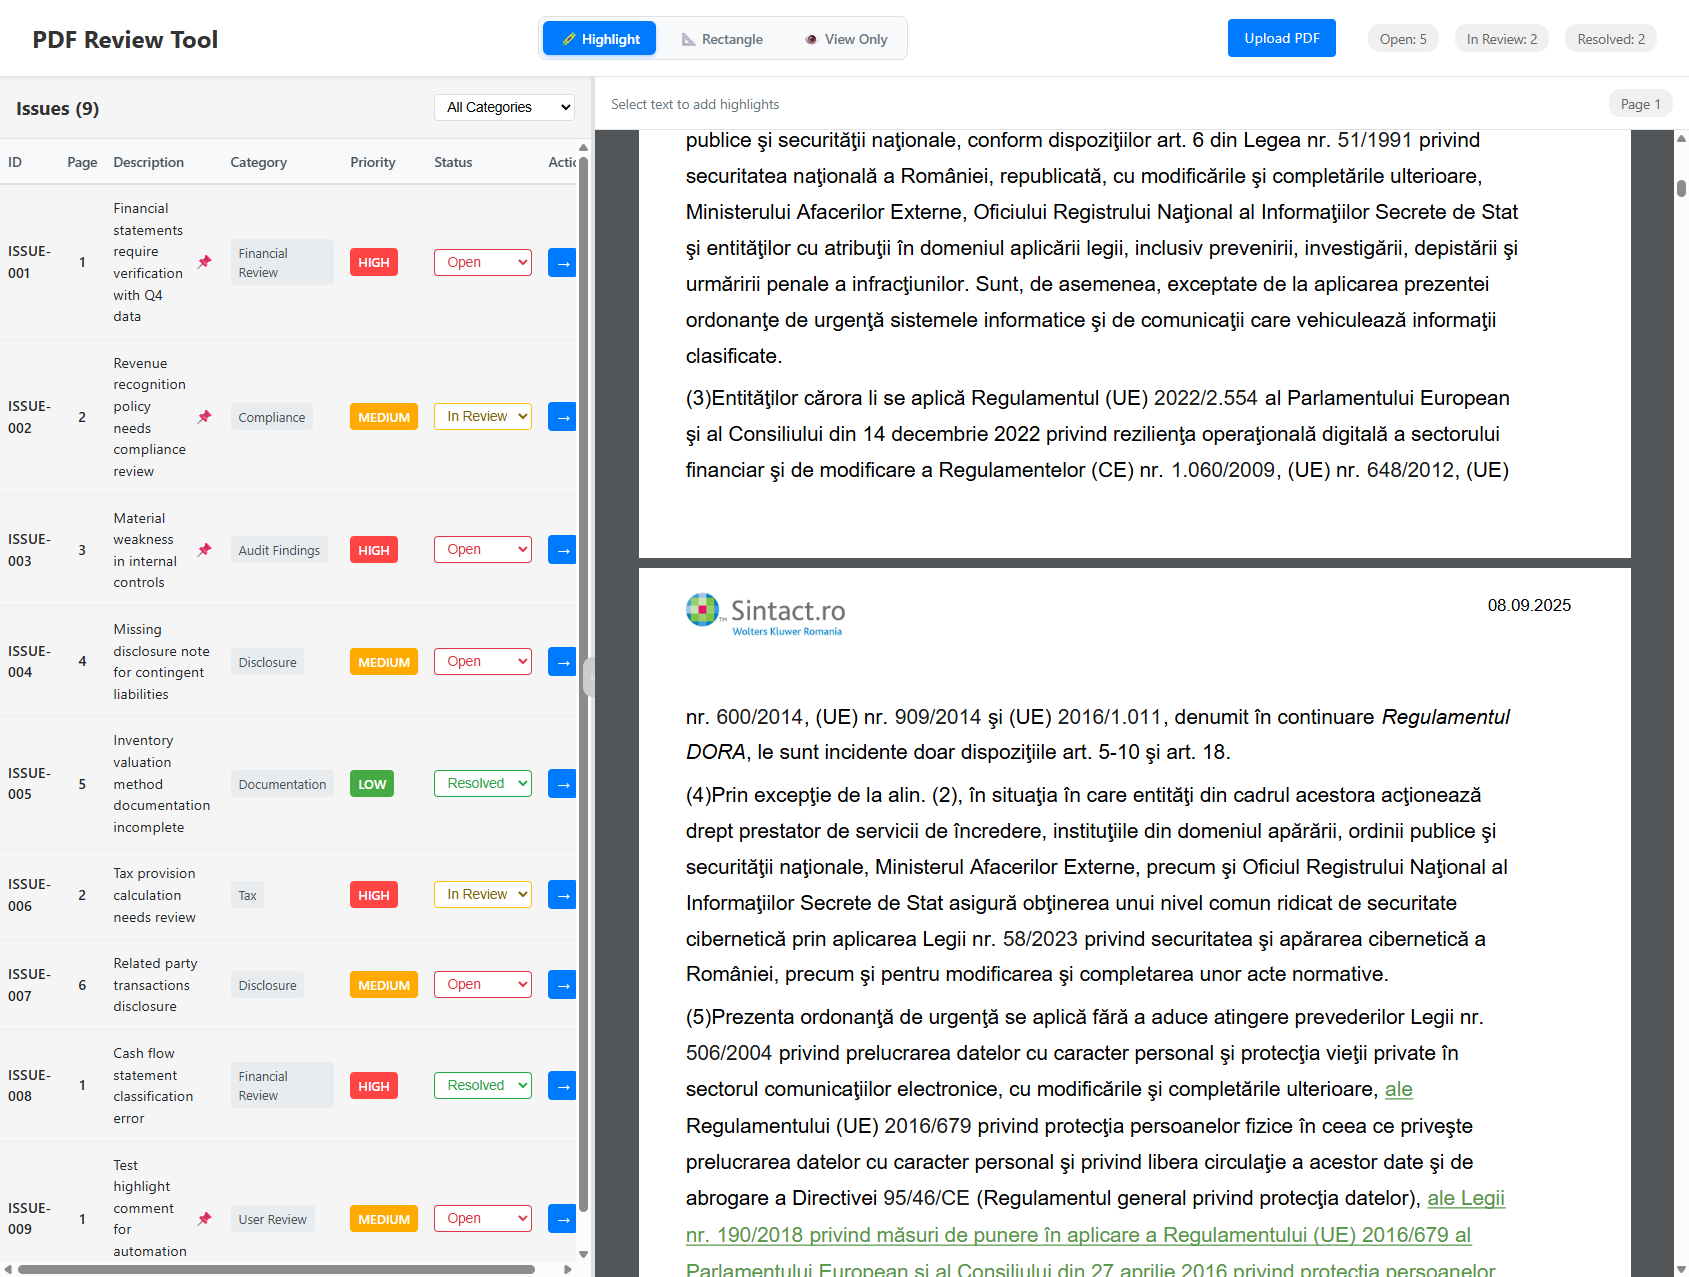 PDF Review Tool
Highlight
Rectangle
View Only
Upload PDF
Open: 5
In Review: 2
Resolved: 2
Issues (9)
All Categories
ID
Page
Description
Category
Priority
Status
Actic
ISSUE-
001
1
Financial
statements
require
verification
with Q4
data
Financial
Review
HIGH
Open
→
ISSUE-
002
2
Revenue
recognition
policy
needs
compliance
review
Compliance
MEDIUM
In Review
→
ISSUE-
003
3
Material
weakness
in internal
controls
Audit Findings
HIGH
Open
→
ISSUE-
004
4
Missing
disclosure note
for contingent
liabilities
Disclosure
MEDIUM
Open
→
ISSUE-
005
5
Inventory
valuation
method
documentation
incomplete
Documentation
LOW
Resolved
→
ISSUE-
006
2
Tax provision
calculation
needs review
Tax
HIGH
In Review
→
ISSUE-
007
6
Related party
transactions
disclosure
Disclosure
MEDIUM
Open
→
ISSUE-
008
1
Cash flow
statement
classification
error
Financial
Review
HIGH
Resolved
→
ISSUE-
009
1
Test
highlight
comment
for
automation
User Review
MEDIUM
Open
→
Select text to add highlights
Page 1
publice şi securităţii naţionale, conform dispoziţiilor art. 6 din Legea nr. 51/1991 privind
securitatea naţională a României, republicată, cu modificările şi completările ulterioare,
Ministerului Afacerilor Externe, Oficiului Registrului Naţional al Informaţiilor Secrete de Stat
şi entităţilor cu atribuţii în domeniul aplicării legii, inclusiv prevenirii, investigării, depistării şi
urmăririi penale a infracţiunilor. Sunt, de asemenea, exceptate de la aplicarea prezentei
ordonanţe de urgenţă sistemele informatice şi de comunicaţii care vehiculează informaţii
clasificate.
(3)Entităţilor cărora li se aplică Regulamentul (UE) 2022/2.554 al Parlamentului European
şi al Consiliului din 14 decembrie 2022 privind rezilienţa operaţională digitală a sectorului
financiar şi de modificare a Regulamentelor (CE) nr. 1.060/2009, (UE) nr. 648/2012, (UE)
Sintact.ro
TM
Wolters Kluwer Romania
08.09.2025
nr. 600/2014, (UE) nr. 909/2014 şi (UE) 2016/1.011, denumit în continuare Regulamentul
DORA, le sunt incidente doar dispoziţiile art. 5-10 şi art. 18.
(4)Prin excepţie de la alin. (2), în situaţia în care entităţi din cadrul acestora acţionează
drept prestator de servicii de încredere, instituţiile din domeniul apărării, ordinii publice şi
securităţii naţionale, Ministerul Afacerilor Externe, precum şi Oficiul Registrului Naţional al
Informaţiilor Secrete de Stat asigură obţinerea unui nivel comun ridicat de securitate
cibernetică prin aplicarea Legii nr. 58/2023 privind securitatea şi apărarea cibernetică a
României, precum şi pentru modificarea şi completarea unor acte normative.
(5)Prezenta ordonanţă de urgenţă se aplică fără a aduce atingere prevederilor Legii nr.
506/2004 privind prelucrarea datelor cu caracter personal şi protecţia vieţii private în
sectorul comunicaţiilor electronice, cu modificările şi completările ulterioare, ale
Regulamentului (UE) 2016/679 privind protecţia persoanelor fizice în ceea ce priveşte
prelucrarea datelor cu caracter personal şi privind libera circulaţie a acestor date şi de
abrogare a Directivei 95/46/CE (Regulamentul general privind protecţia datelor), ale Legii
nr. 190/2018 privind măsuri de punere în aplicare a Regulamentului (UE) 2016/679 al
Parlamentului European şi al Consiliului din 27 aprilie 2016 privind protecţia persoanelor